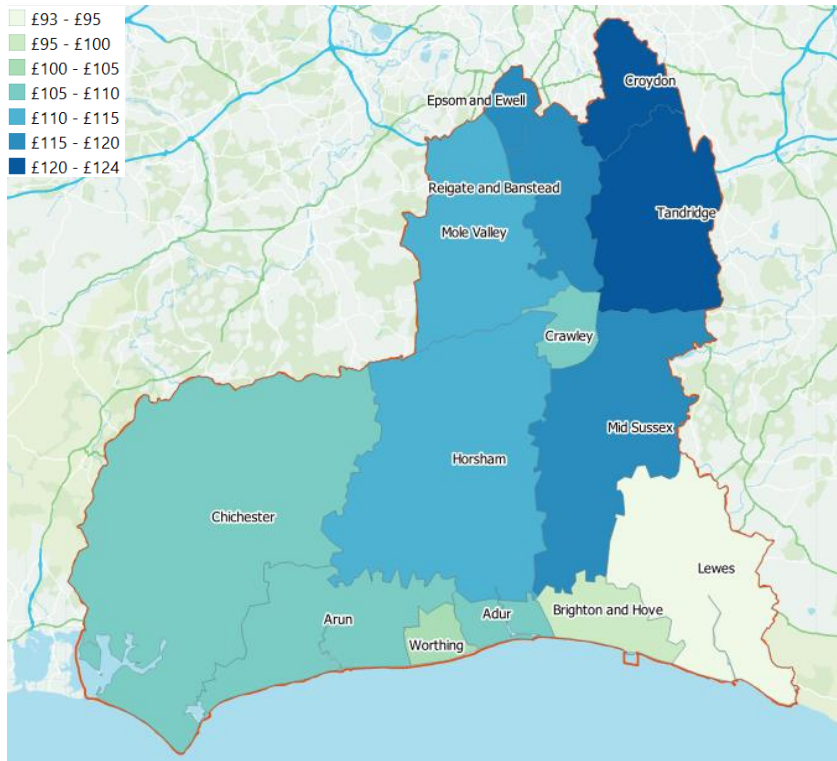 £93 - £95
£95 - £100
£100 - £105
£105 - £110
£110 - £115
£115 - £120
£120 - £124
Croydon
Epsom and Ewell
Reigate and Banstead
Tandridge
Mole Valley
Crawley
Mid Sussex
Horsham
Chichester
Lewes
Brighton and Hove
Adur
Arun
Worthing